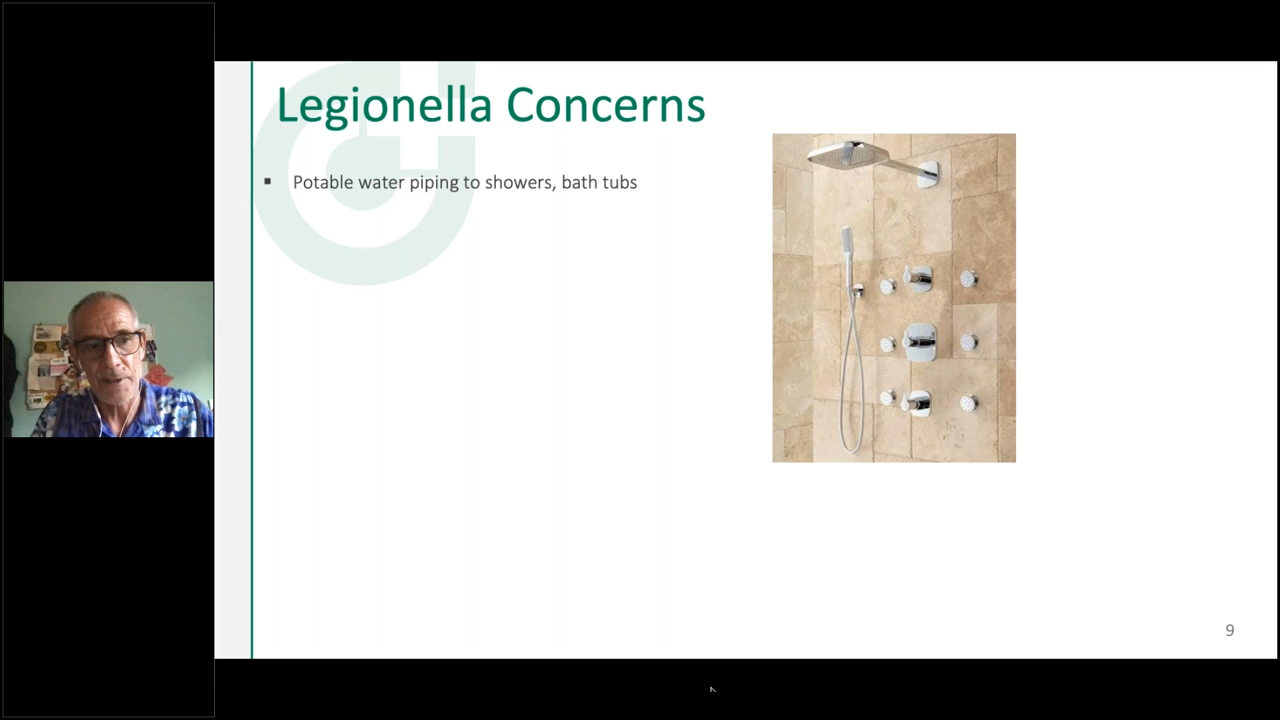 Legionella Concerns
▪ Potable water piping to showers, bath tubs
9